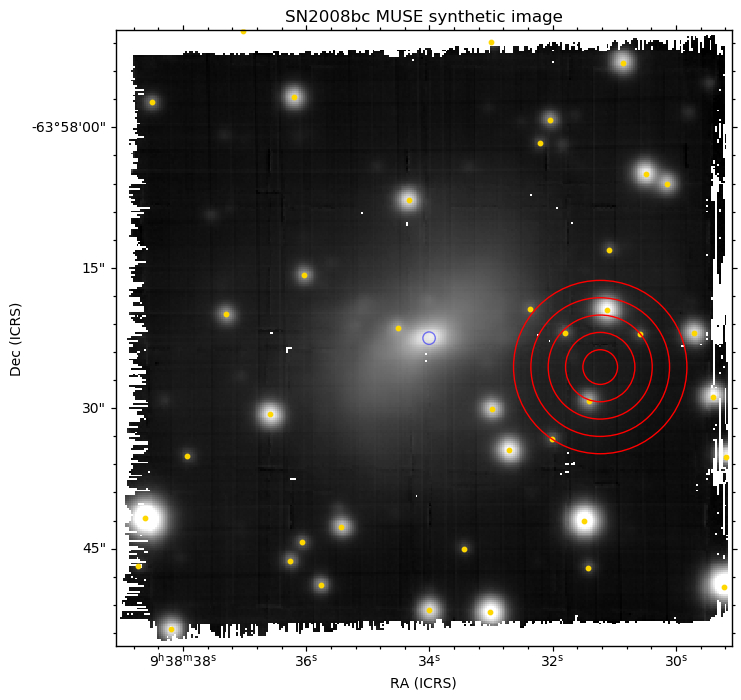 SN2008bc MUSE synthetic image
-63°58'00"
15"
30"
45"
Dec (ICRS)
9ʰ38ᵐ38ˢ
36ˢ
34ˢ
32ˢ
30ˢ
RA (ICRS)